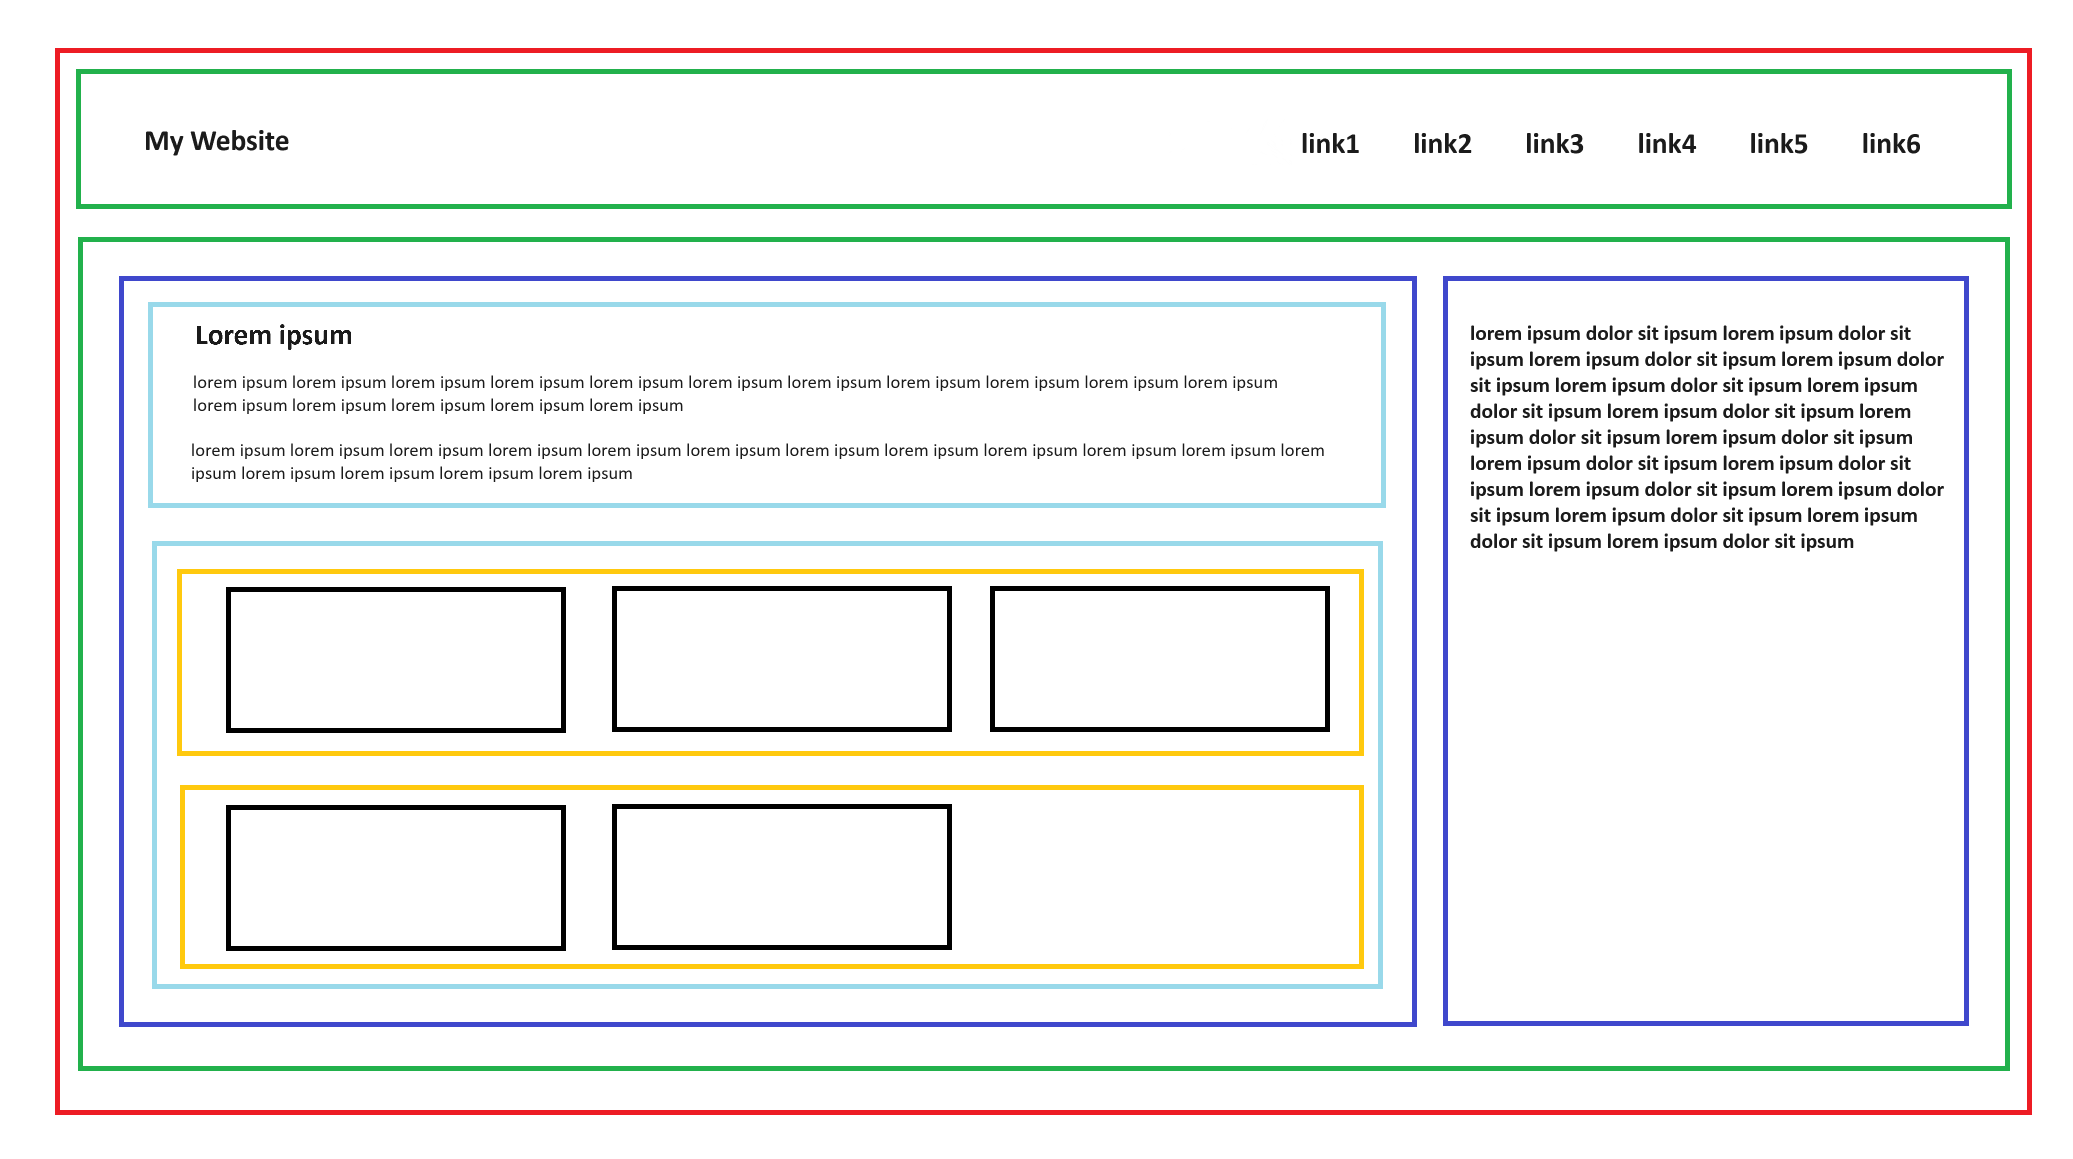 My Website
link1 link2 link3 link4 link5 link6
Lorem ipsum
lorem ipsum lorem ipsum lorem ipsum lorem ipsum lorem ipsum lorem ipsum lorem ipsum lorem ipsum lorem ipsum lorem ipsum lorem ipsum
lorem ipsum lorem ipsum lorem ipsum lorem ipsum lorem ipsum
lorem ipsum lorem ipsum lorem ipsum lorem ipsum lorem ipsum lorem ipsum lorem ipsum lorem ipsum lorem ipsum lorem ipsum lorem ipsum lorem
ipsum lorem ipsum lorem ipsum lorem ipsum lorem ipsum
lorem ipsum dolor sit ipsum lorem ipsum dolor sit
ipsum lorem ipsum dolor sit ipsum lorem ipsum dolor
sit ipsum lorem ipsum dolor sit ipsum lorem ipsum
dolor sit ipsum lorem ipsum dolor sit ipsum lorem
ipsum dolor sit ipsum lorem ipsum dolor sit ipsum
lorem ipsum dolor sit ipsum lorem ipsum dolor sit
ipsum lorem ipsum dolor sit ipsum lorem ipsum dolor
sit ipsum lorem ipsum dolor sit ipsum lorem ipsum
dolor sit ipsum lorem ipsum dolor sit ipsum